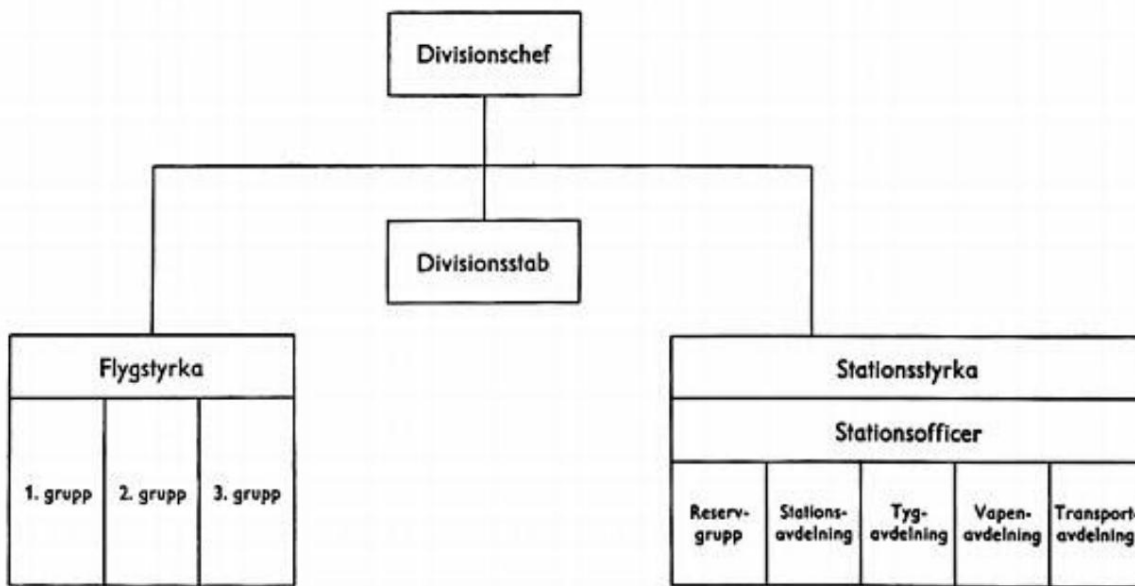 Divisionschef
Divisionsstab
Flygstyrka
1. grupp
2. grupp
3. grupp
Stationsstyrka
Stationsofficer
Reserv-
grupp
Stations-
avdelning
Tyg-
avdelning
Vapen-
avdelning
Transport-
avdelning